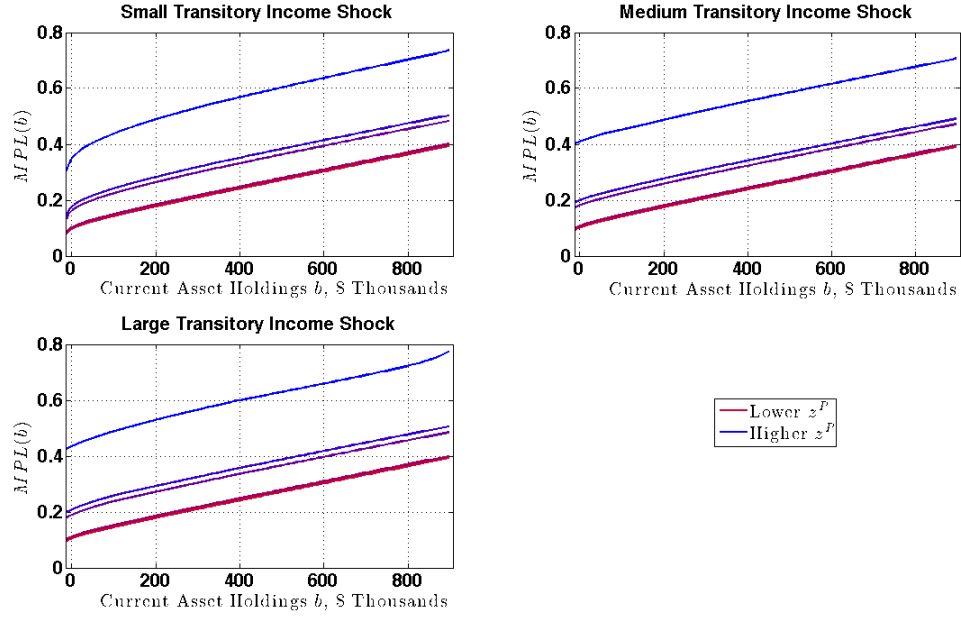 Small Transitory Income Shock
0.8
0.6
0.4
0.2
0
MPL(b)
0 200 400 600 800
Current Asset Holdings b, $ Thousands
Medium Transitory Income Shock
0.8
0.6
0.4
0.2
0
MPL(b)
0 200 400 600 800
Current Asset Holdings b, $ Thousands
Large Transitory Income Shock
0.8
0.6
0.4
0.2
0
MPL(b)
0 200 400 600 800
Current Asset Holdings b, $ Thousands
Lower z^P
Higher z^P